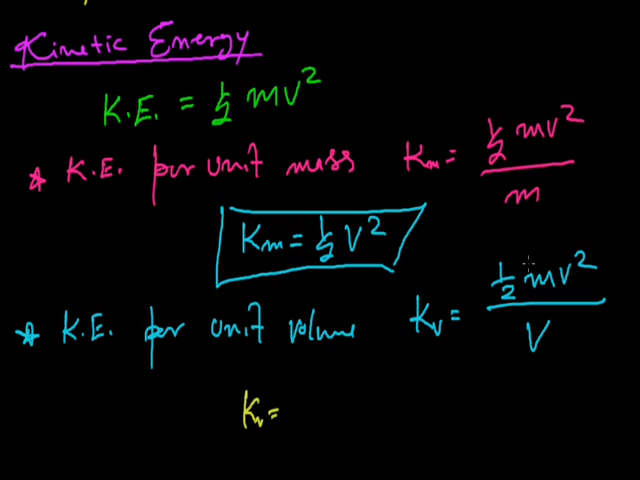 Kinetic Energy
K.E. = ½ mv²
* K.E. per unit mass Km = ½ mv² / m
Km = ½ V²
* K.E. per unit volume Kv = ½ mv² / V
Kv =